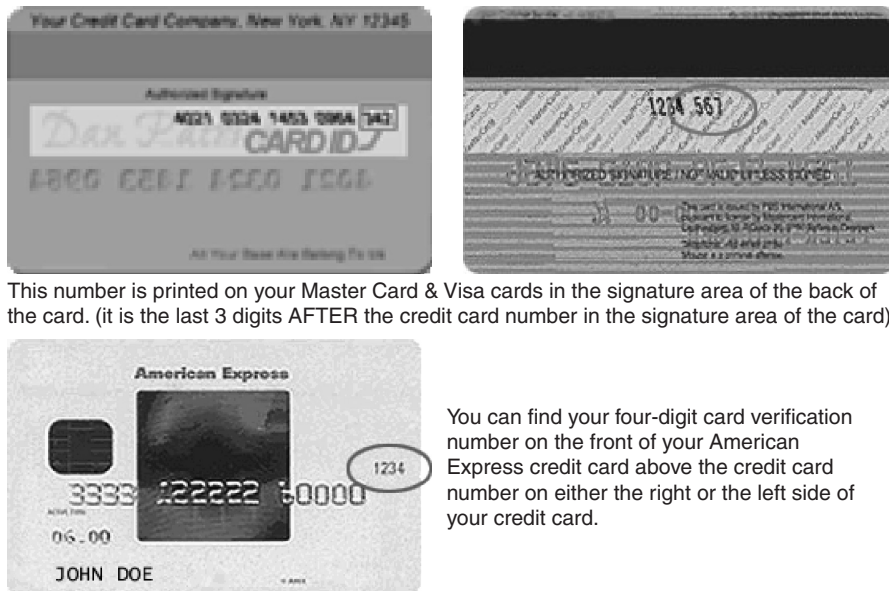 Your Credit Card Company, New York, NY 12345
Authorized Signature
4021 0324 1453 0964 342
CARD ID
All Your Base Are Belong To Us
1234 567
AUTHORIZED SIGNATURE / NOT VALID UNLESS SIGNED
This number is printed on your Master Card & Visa cards in the signature area of the back of
the card. (it is the last 3 digits AFTER the credit card number in the signature area of the card)
American Express
1234
3333 122222 60000
06.00
JOHN DOE
You can find your four-digit card verification
number on the front of your American
Express credit card above the credit card
number on either the right or the left side of
your credit card.